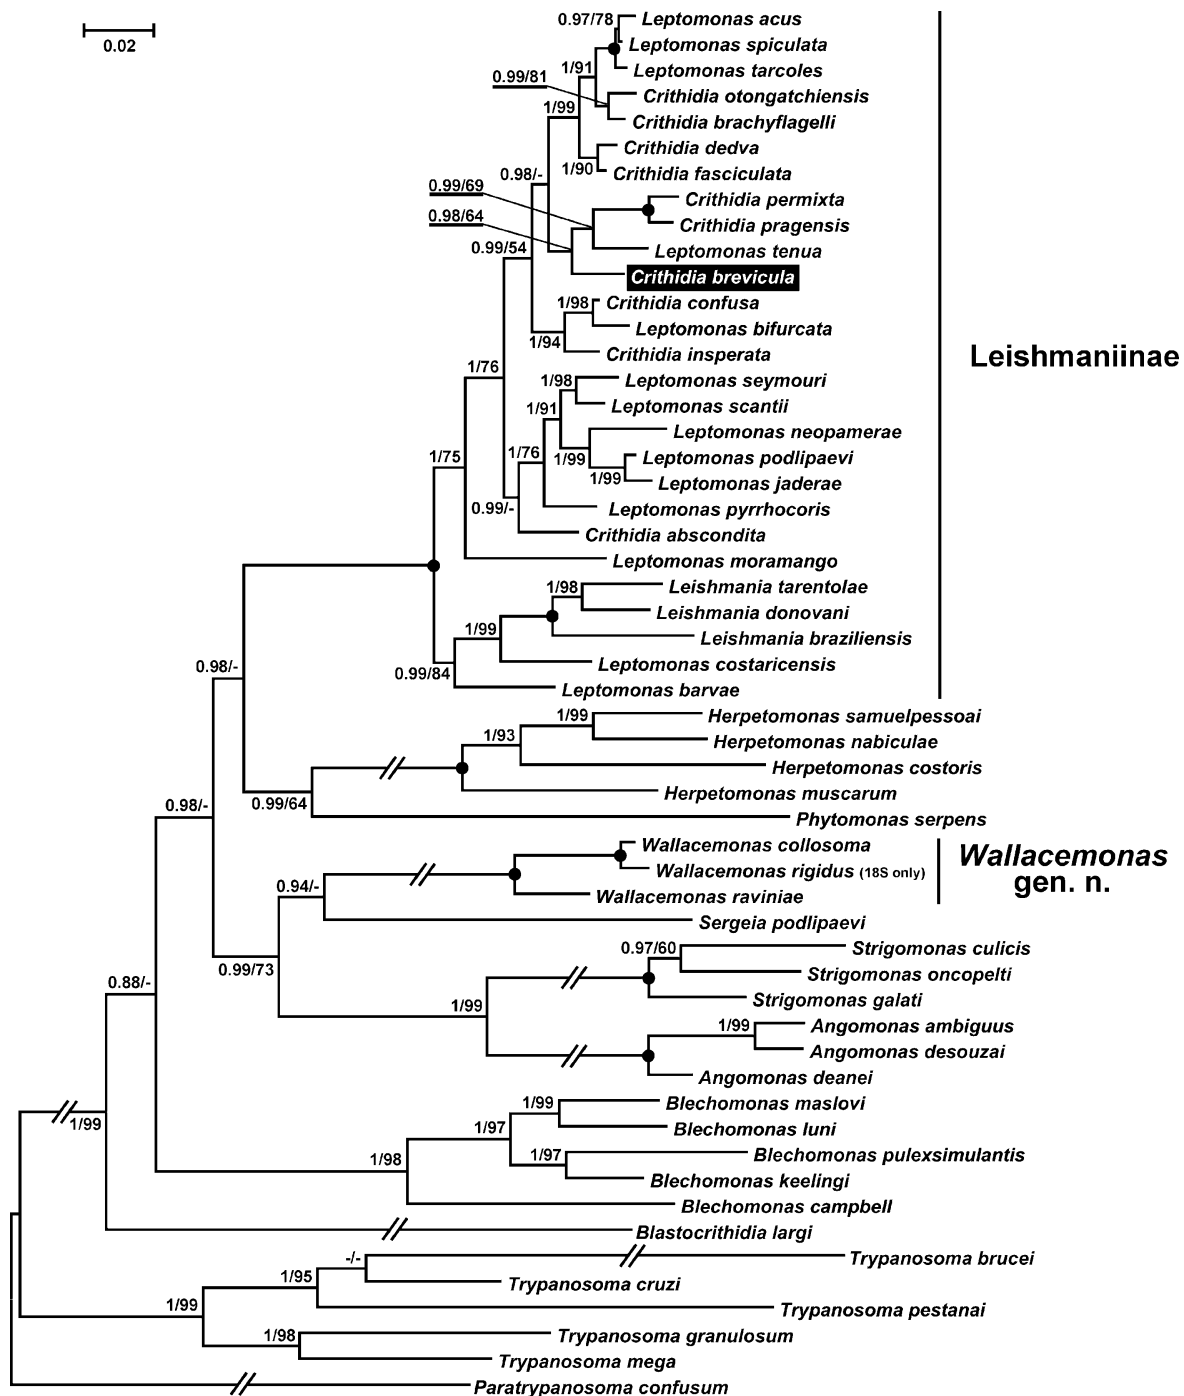 0.02
0.97/78
Leptomonas acus
Leptomonas spiculata
1/91
Leptomonas tarcoles
0.99/81
Crithidia otongatchiensis
1/99
Crithidia brachyflagelli
Crithidia dedva
1/90
Crithidia fasciculata
0.98/-
0.99/69
Crithidia permixta
0.98/64
Crithidia pragensis
0.99/54
Leptomonas tenua
Crithidia brevicula
1/98
Crithidia confusa
Leptomonas bifurcata
1/94
Crithidia insperata
Leishmaniinae
1/76
1/98
Leptomonas seymouri
1/91
Leptomonas scantii
Leptomonas neopamerae
1/75
1/76
1/99
Leptomonas podlipaevi
1/99
Leptomonas jaderae
0.99/-
Leptomonas pyrrhocoris
Crithidia abscondita
Leptomonas moramango
1/98
Leishmania tarentolae
Leishmania donovani
1/99
Leishmania braziliensis
0.98/-
0.99/84
Leptomonas costaricensis
Leptomonas barvae
1/99
Herpetomonas samuelpessoai
1/93
Herpetomonas nabiculae
Herpetomonas costoris
Herpetomonas muscarum
0.98/-
0.99/64
Phytomonas serpens
Wallacemonas collosoma
Wallacemonas rigidus (18S only)
Wallacemonas
gen. n.
0.94/-
Wallacemonas raviniae
Sergeia podlipaevi
0.97/60
Strigomonas culicis
0.99/73
Strigomonas oncopelti
0.88/-
1/99
Strigomonas galati
1/99
Angomonas ambiguus
Angomonas desouzai
Angomonas deanei
1/99
Blechomonas maslovi
1/99
1/97
Blechomonas luni
1/98
1/97
Blechomonas pulexsimulantis
Blechomonas keelingi
Blechomonas campbell
Blastocrithidia largi
-/-
Trypanosoma brucei
1/95
Trypanosoma cruzi
1/99
Trypanosoma pestanai
1/98
Trypanosoma granulosum
Trypanosoma mega
Paratrypanosoma confusum